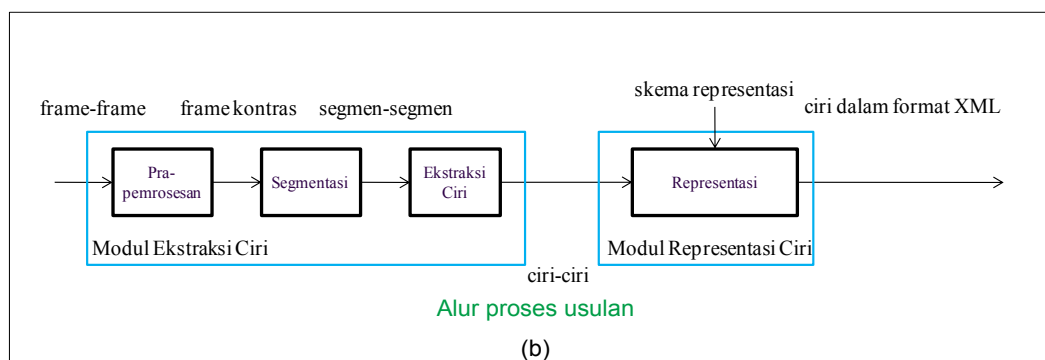 skema representasi
ciri dalam format XML
frame-frame
frame kontras
segmen-segmen
Pra-
pemrosesan
Segmentasi
Ekstraksi
Ciri
Representasi
Modul Ekstraksi Ciri
Modul Representasi Ciri
ciri-ciri
Alur proses usulan
(b)